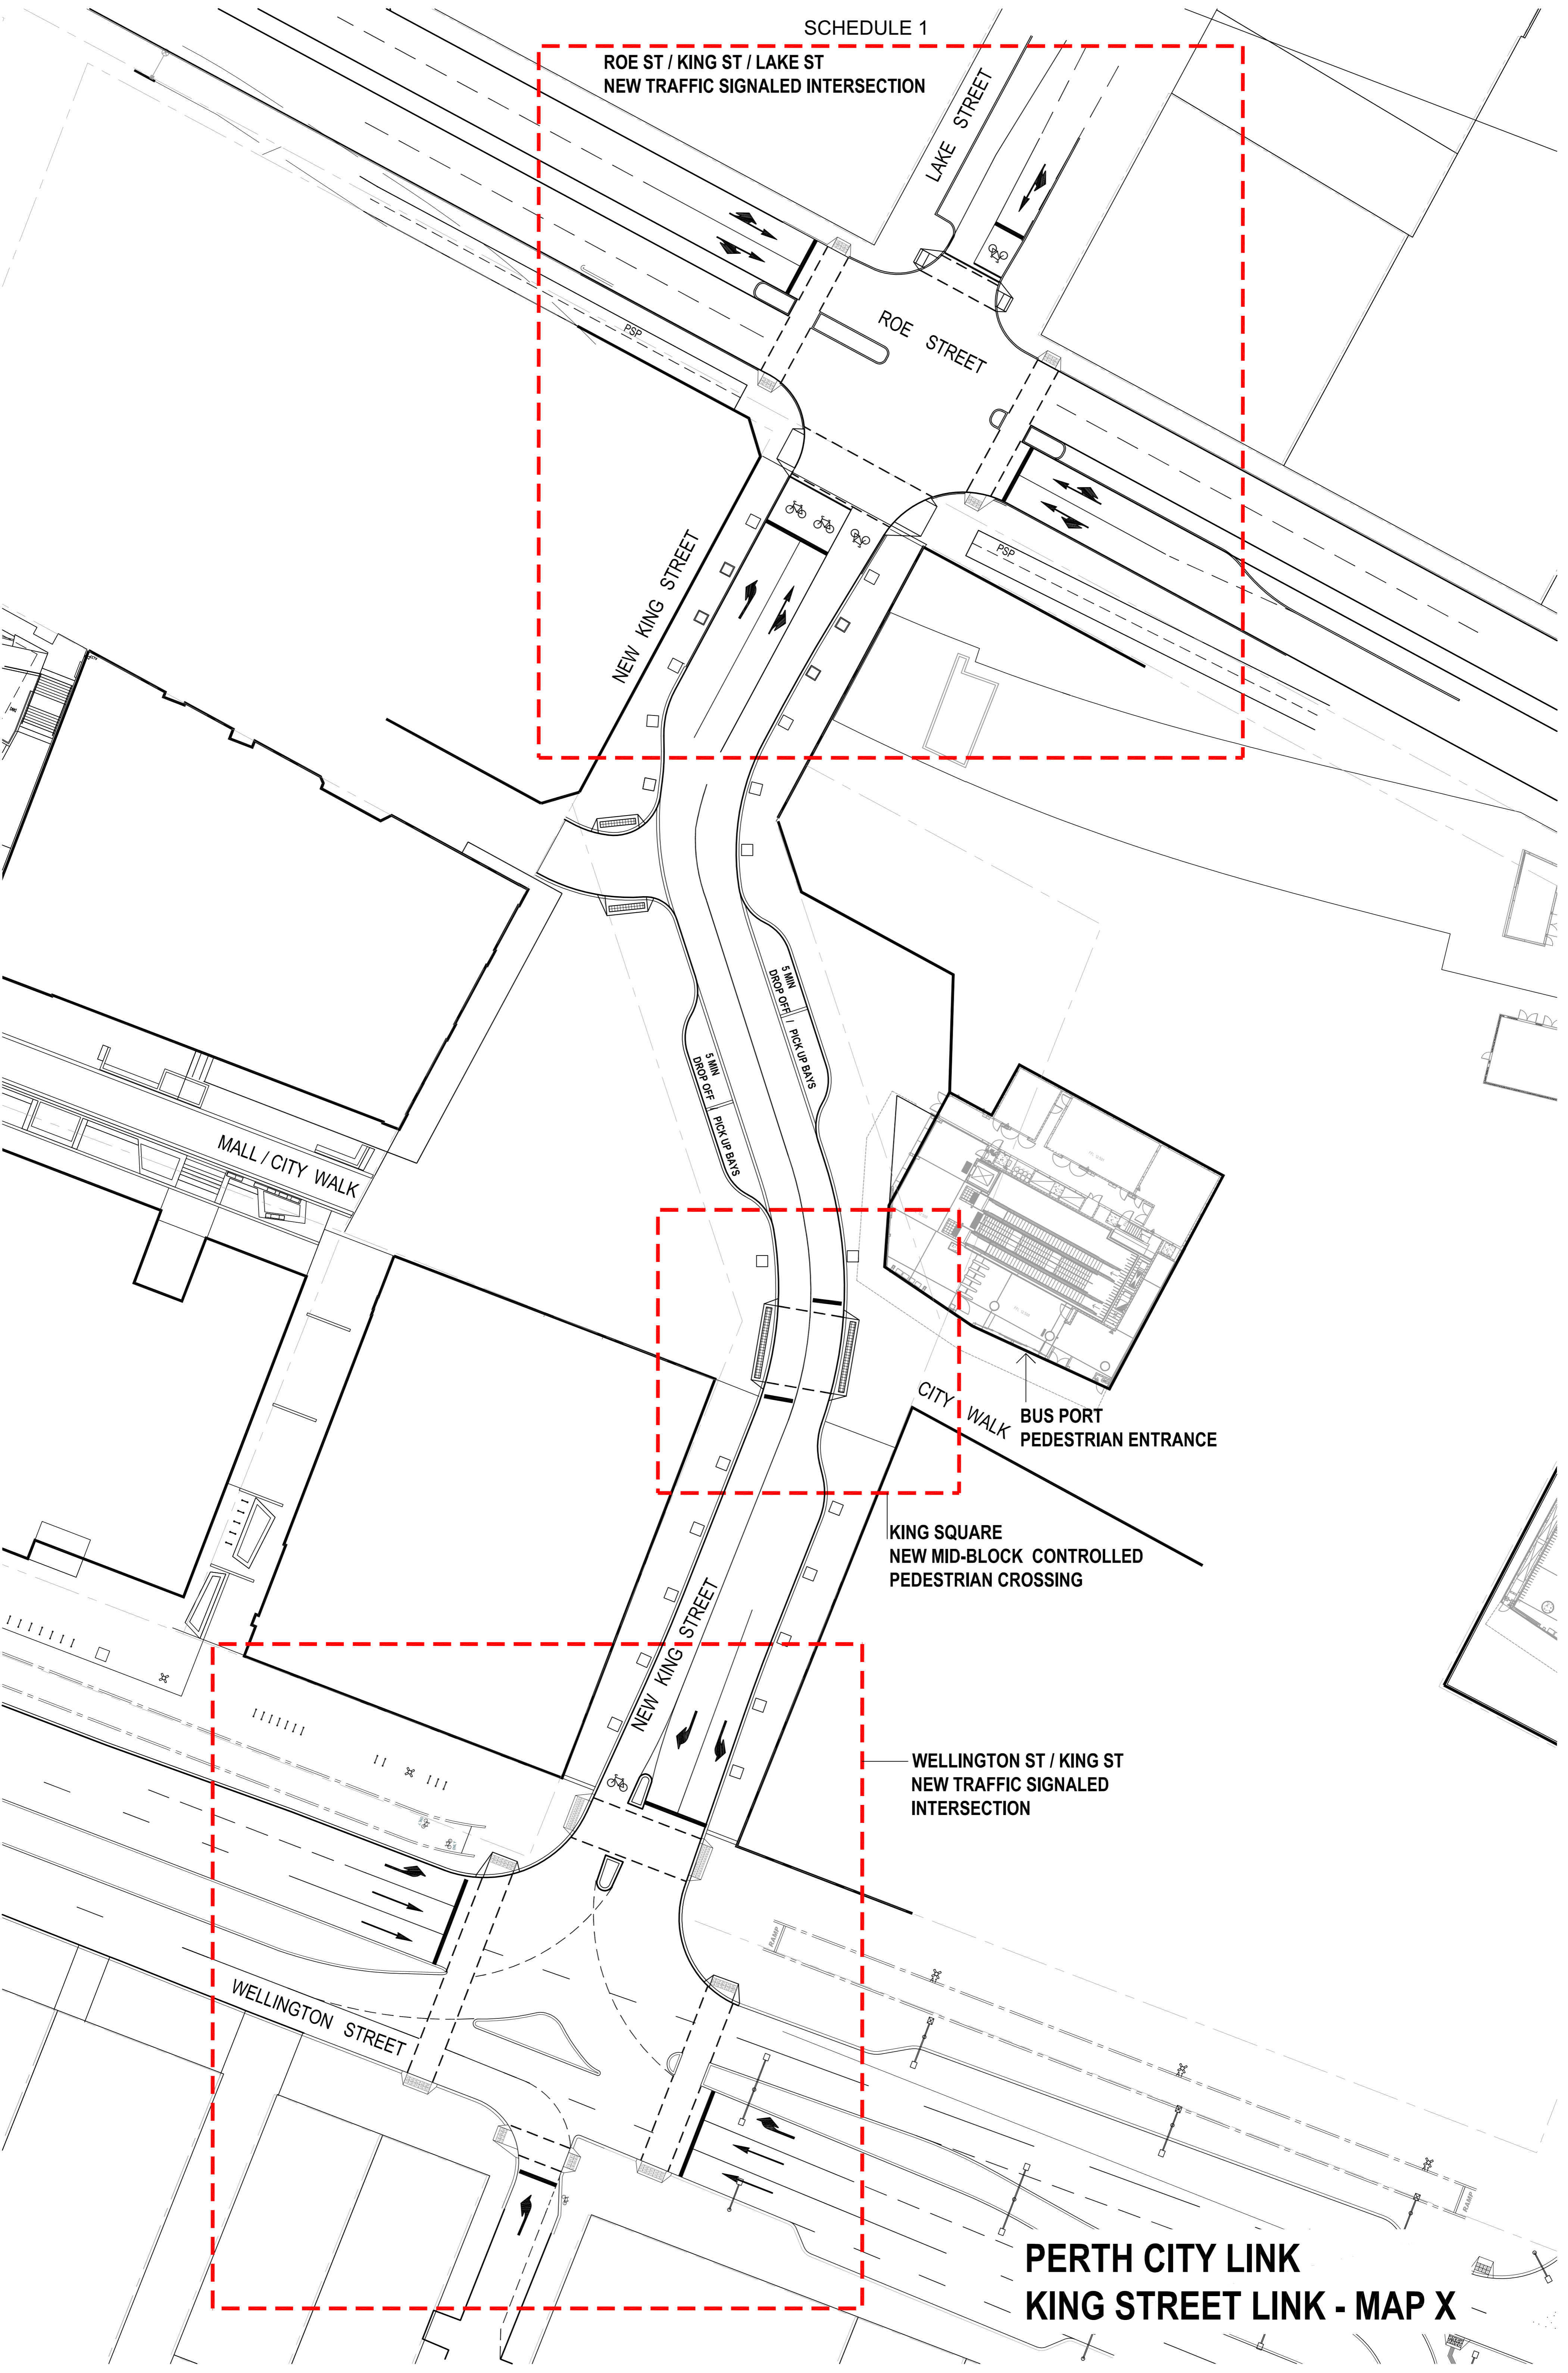 SCHEDULE 1
ROE ST / KING ST / LAKE ST
NEW TRAFFIC SIGNALED INTERSECTION
LAKE STREET
ROE STREET
PSP
PSP
NEW KING STREET
5 MIN
DROP OFF / PICK UP BAYS
5 MIN
DROP OFF / PICK UP BAYS
MALL / CITY WALK
CITY WALK
BUS PORT
PEDESTRIAN ENTRANCE
KING SQUARE
NEW MID-BLOCK CONTROLLED
PEDESTRIAN CROSSING
NEW KING STREET
WELLINGTON ST / KING ST
NEW TRAFFIC SIGNALED
INTERSECTION
RAMP
WELLINGTON STREET
RAMP
PERTH CITY LINK
KING STREET LINK - MAP X